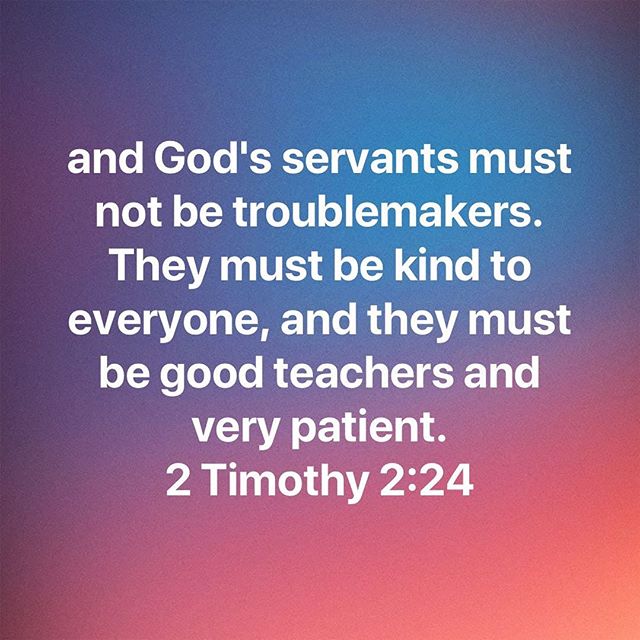 and God's servants must
not be troublemakers.
They must be kind to
everyone, and they must
be good teachers and
very patient.
2 Timothy 2:24